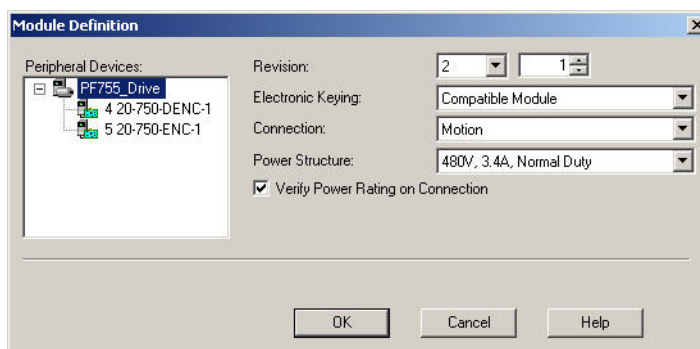 Module Definition
Peripheral Devices:
PF755_Drive
4 20-750-DENC-1
5 20-750-ENC-1
Revision: 2 1
Electronic Keying: Compatible Module
Connection: Motion
Power Structure: 480V, 3.4A, Normal Duty
Verify Power Rating on Connection
OK Cancel Help